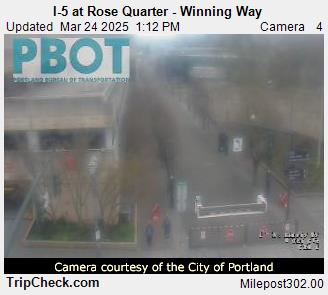 I-5 at Rose Quarter - Winning Way
Updated Mar 24 2025 1:12 PM Camera 4
PBOT
PORTLAND BUREAU OF TRANSPORTATION
Camera courtesy of the City of Portland
TripCheck.com Milepost302.00